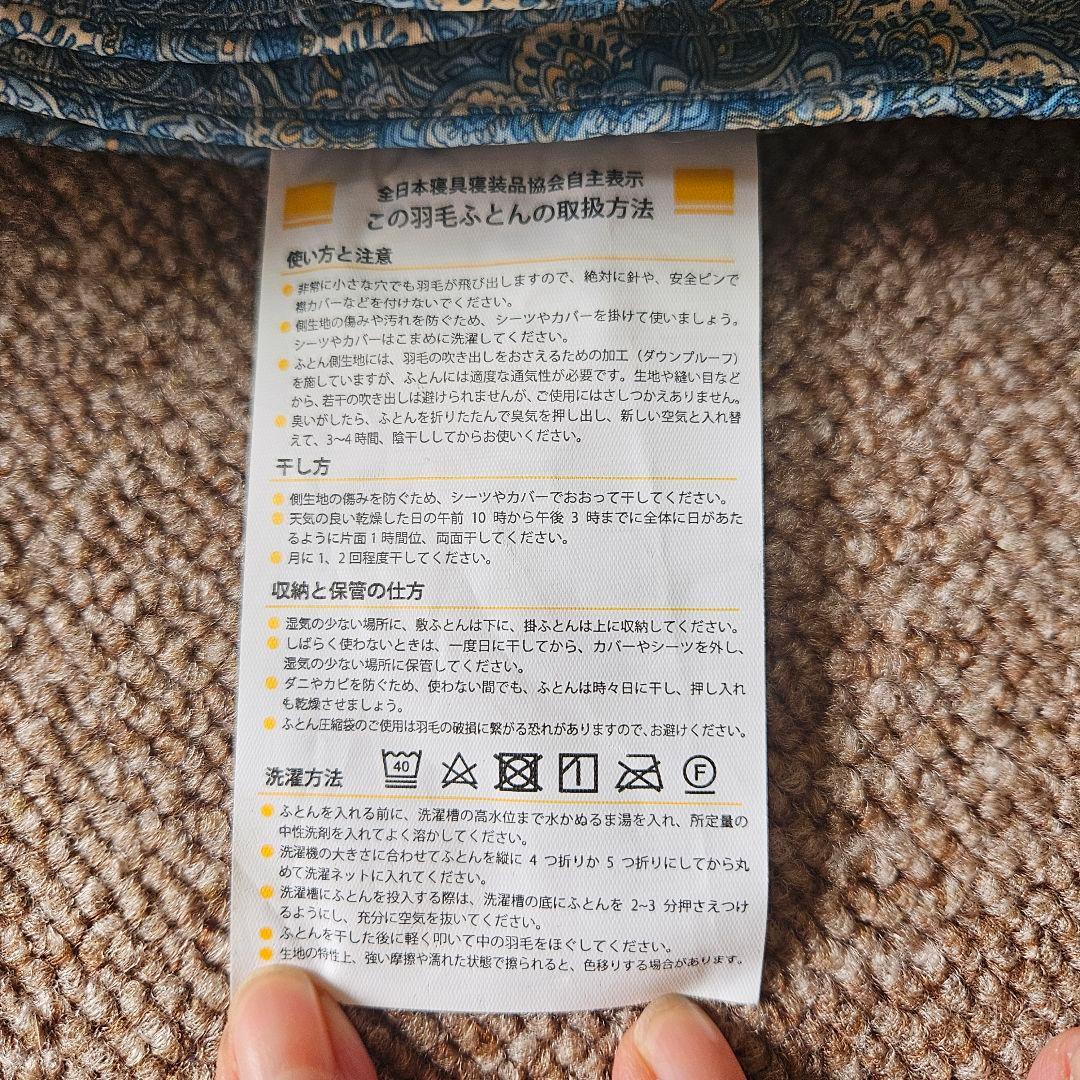 全日本寝具寝装品協会自主表示
この羽毛ふとんの取扱方法
使い方と注意
非常に小さな穴でも羽毛が飛び出しますので、絶対に針や、安全ピンで
襟カバーなどを付けないでください。
側生地の傷みや汚れを防ぐため、シーツやカバーを掛けて使いましょう。
シーツやカバーはこまめに洗濯してください。
ふとん側生地には、羽毛の吹き出しをおさえるための加工（ダウンプルーフ）
を施していますが、ふとんには適度な通気性が必要です。生地や縫い目など
から、若干の吹き出しは避けられませんが、ご使用にはさしつかえありません。
臭いがしたら、ふとんを折りたたんで臭気を押し出し、新しい空気と入れ替
えて、3〜4時間、陰干ししてからお使いください。
干し方
側生地の傷みを防ぐため、シーツやカバーでおおって干してください。
天気の良い乾燥した日の午前 10 時から午後 3 時までに全体に日があた
るように片面1時間位、両面干してください。
月に 1、2 回程度干してください。
収納と保管の仕方
湿気の少ない場所に、敷ふとんは下に、掛ふとんは上に収納してください。
しばらく使わないときは、一度日に干してから、カバーやシーツを外し、
湿気の少ない場所に保管してください。
ダニやカビを防ぐため、使わない間でも、ふとんは時々日に干し、押し入れ
も乾燥させましょう。
ふとん圧縮袋のご使用は羽毛の破損に繋がる恐れがありますので、お避けください。
洗濯方法 40 F
ふとんを入れる前に、洗濯槽の高水位まで水かぬるま湯を入れ、所定量の
中性洗剤を入れてよく溶かしてください。
洗濯機の大きさに合わせてふとんを縦に 4 つ折りか 5 つ折りにしてから丸
めて洗濯ネットに入れてください。
洗濯槽にふとんを投入する際は、洗濯槽の底にふとんを 2~3 分押さえつけ
るようにし、充分に空気を抜いてください。
ふとんを干した後に軽く叩いて中の羽毛をほぐしてください。
生地の特性上、強い摩擦や濡れた状態で擦られると、色移りする場合があります。